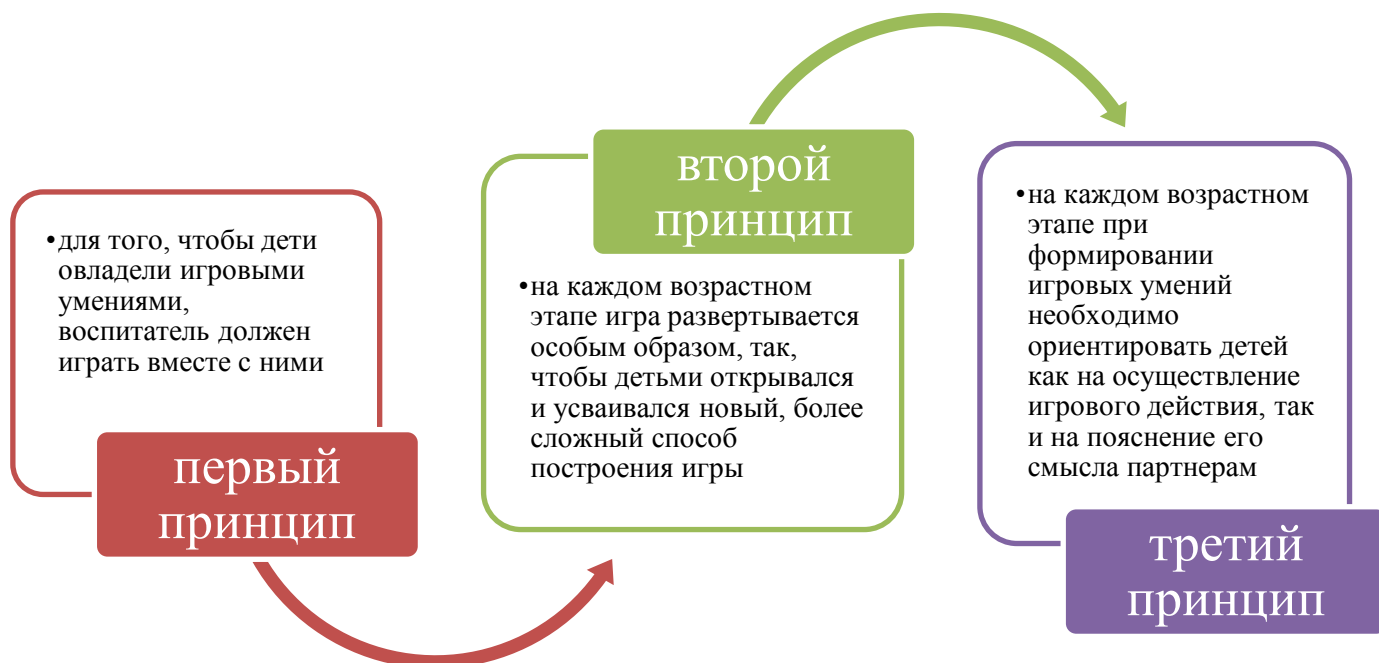 •для того, чтобы дети
овладели игровыми
умениями,
воспитатель должен
играть вместе с ними
первый
принцип
второй
принцип
•на каждом возрастном
этапе игра развертывается
особым образом, так,
чтобы детьми открывался
и усваивался новый, более
сложный способ
построения игры
•на каждом возрастном
этапе при
формировании
игровых умений
необходимо
ориентировать детей
как на осуществление
игрового действия, так
и на пояснение его
смысла партнерам
третий
принцип